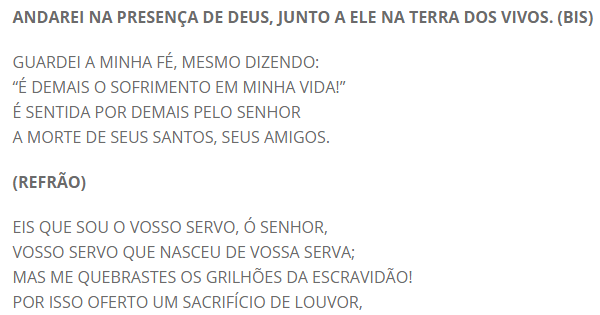 ANDAREI NA PRESENÇA DE DEUS, JUNTO A ELE NA TERRA DOS VIVOS. (BIS)
GUARDEI A MINHA FÉ, MESMO DIZENDO:
“É DEMAIS O SOFRIMENTO EM MINHA VIDA!”
É SENTIDA POR DEMAIS PELO SENHOR
A MORTE DE SEUS SANTOS, SEUS AMIGOS.
(REFRÃO)
EIS QUE SOU O VOSSO SERVO, Ó SENHOR,
VOSSO SERVO QUE NASCEU DE VOSSA SERVA;
MAS ME QUEBRASTES OS GRILHÕES DA ESCRAVIDÃO!
POR ISSO OFERTO UM SACRIFÍCIO DE LOUVOR,